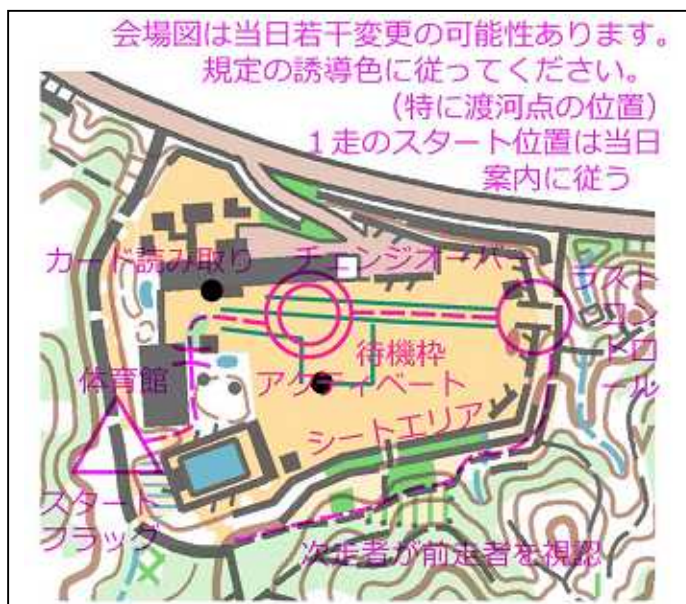 会場図は当日若干変更の可能性あります。
規定の誘導色に従ってください。
（特に渡河点の位置）
１走のスタート位置は当日
案内に従う
カード読み取り
チェンジオーバー
ラスト
コン
トロ
ール
待機枠
体育館
アクティベート
シートエリア
スタート
フラッグ
次走者が前走者を視認